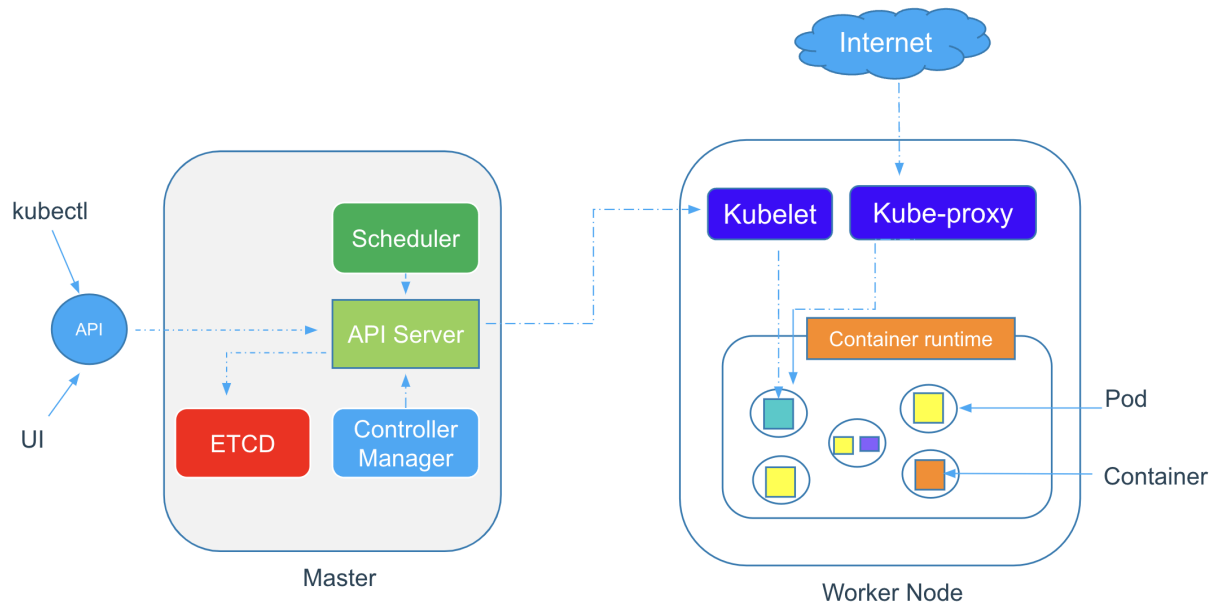 Internet
kubectl
Scheduler
Kubelet
Kube-proxy
API
API Server
Container runtime
UI
ETCD
Controller
Manager
Pod
Container
Master
Worker Node